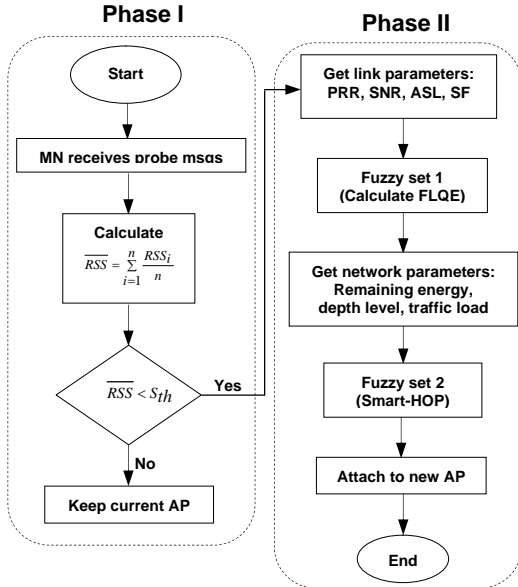 Phase I
Start
MN receives probe msgs
Calculate
RSS = n ∑ i=1 RSSi / n
RSS < Sth
Yes
No
Keep current AP
Phase II
Get link parameters:
PRR, SNR, ASL, SF
Fuzzy set 1
(Calculate FLQE)
Get network parameters:
Remaining energy,
depth level, traffic load
Fuzzy set 2
(Smart-HOP)
Attach to new AP
End